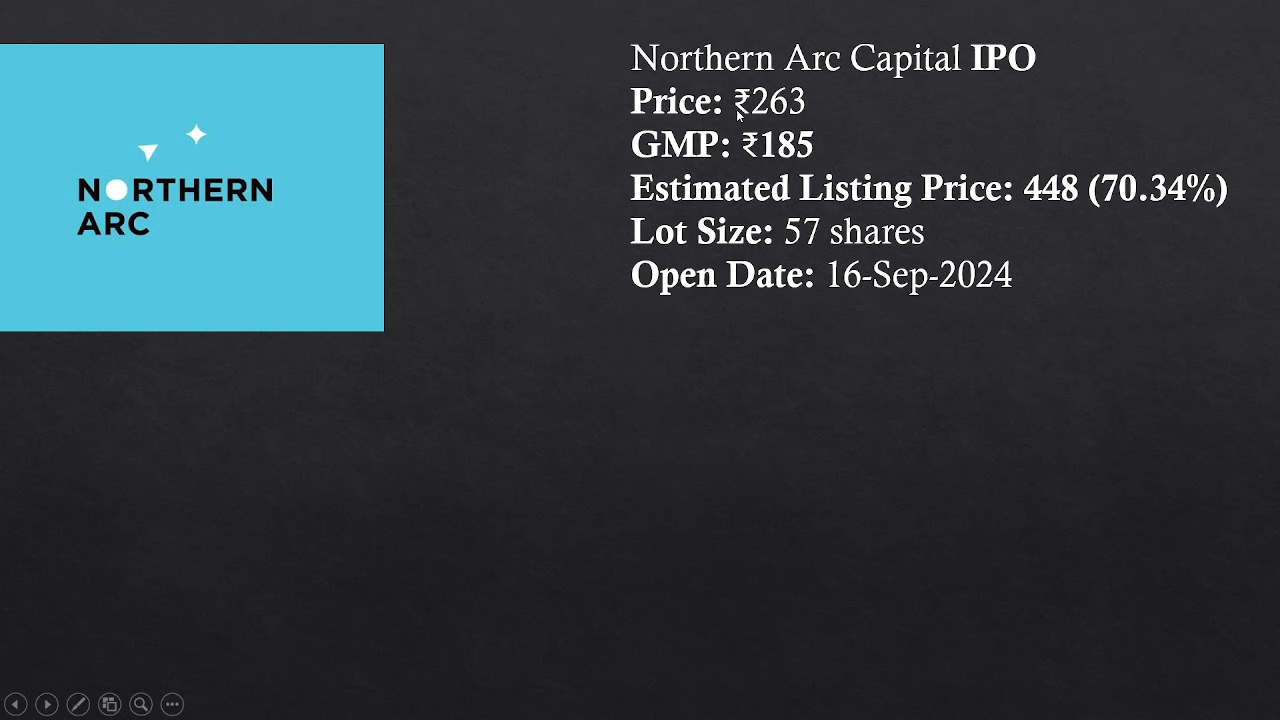 NORTHERN
ARC
Northern Arc Capital IPO
Price: ₹263
GMP: ₹185
Estimated Listing Price: 448 (70.34%)
Lot Size: 57 shares
Open Date: 16-Sep-2024